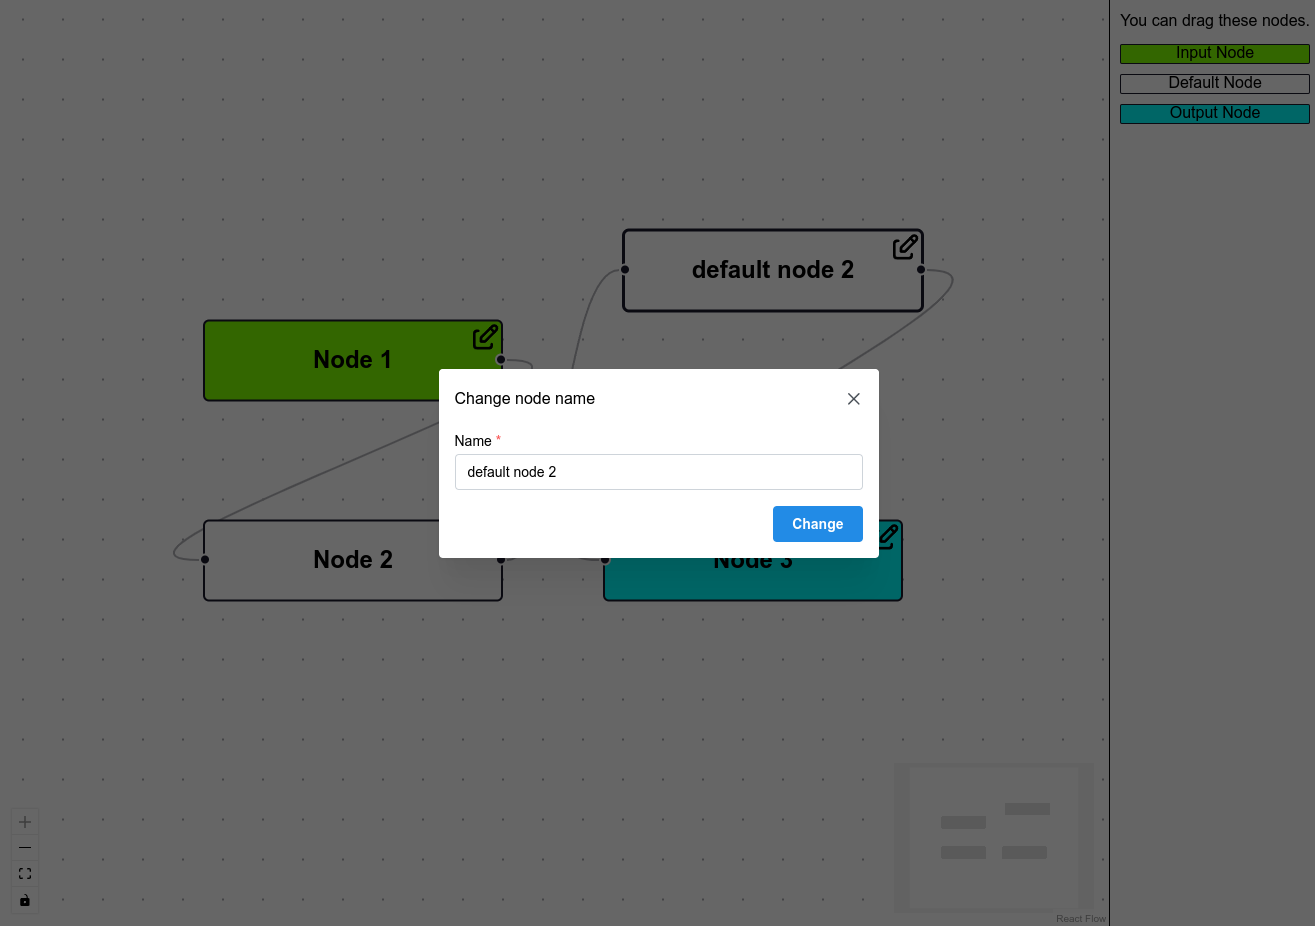 You can drag these nodes.
Input Node
Default Node
Output Node
default node 2
Node 1
Change node name
Name *
default node 2
Change
Node 2
Node 3
React Flow